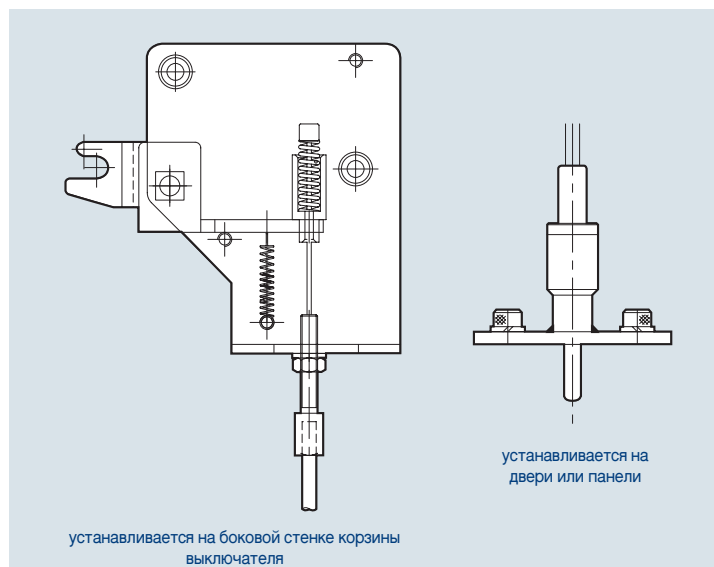 устанавливается на
двери или панели
устанавливается на боковой стенке корзины
выключателя